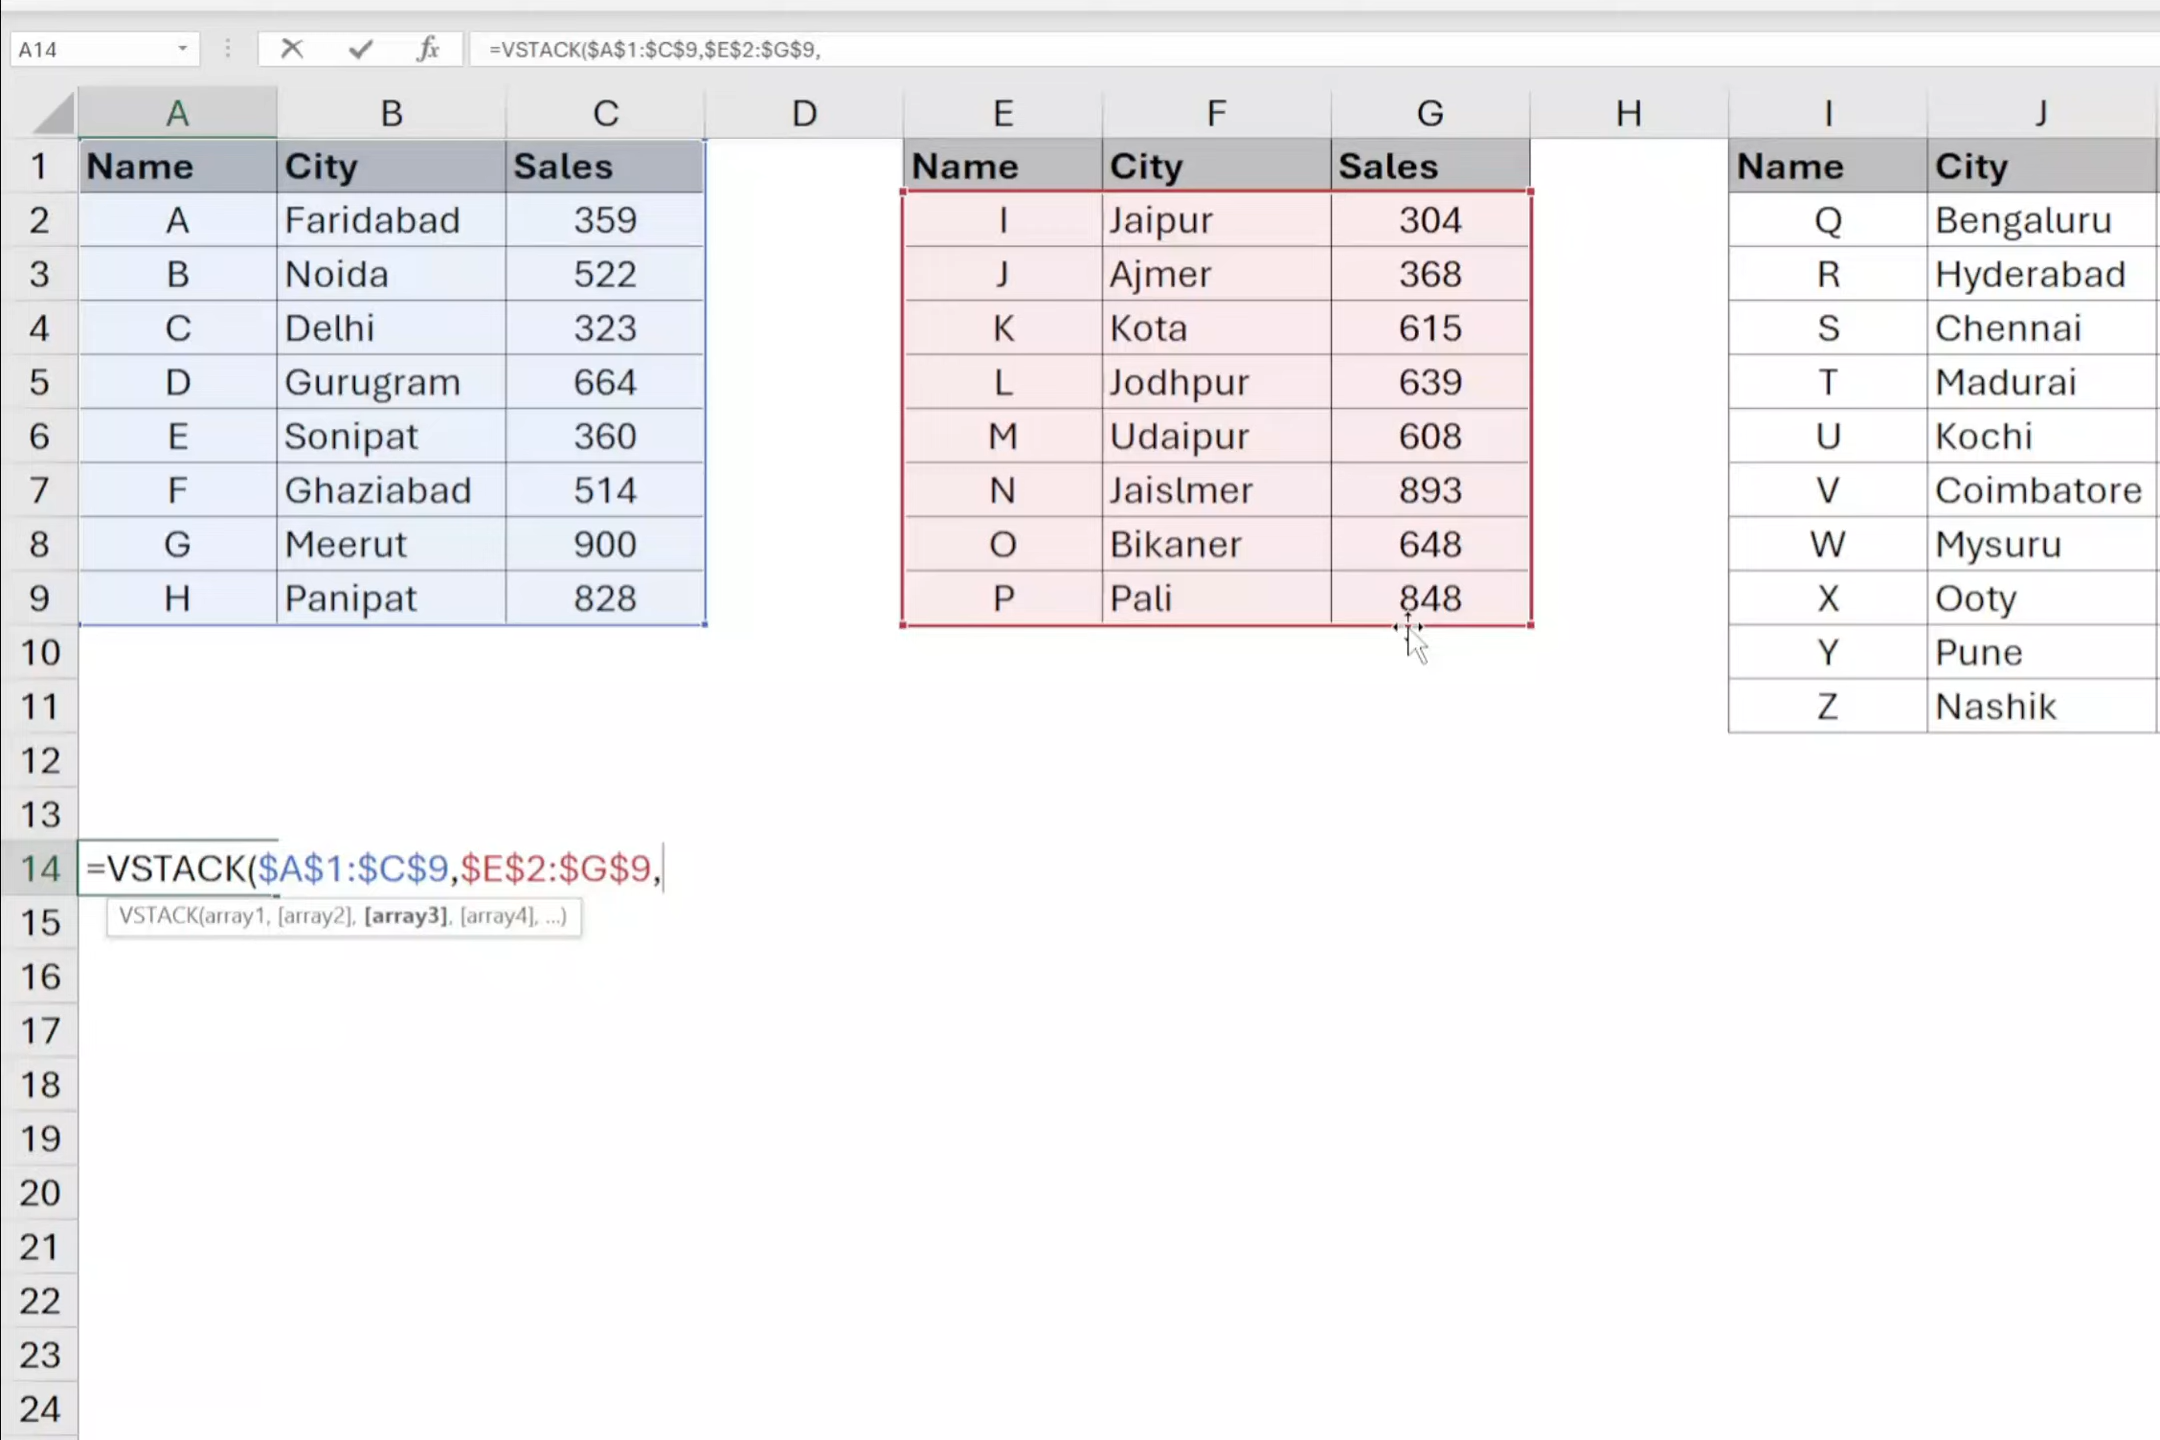 A14 fx =VSTACK($A$1:$C$9,$E$2:$G$9,
A B C D E F G H I J
1 Name City Sales Name City Sales Name City
2 A Faridabad 359 I Jaipur 304 Q Bengaluru
3 B Noida 522 J Ajmer 368 R Hyderabad
4 C Delhi 323 K Kota 615 S Chennai
5 D Gurugram 664 L Jodhpur 639 T Madurai
6 E Sonipat 360 M Udaipur 608 U Kochi
7 F Ghaziabad 514 N Jaislmer 893 V Coimbatore
8 G Meerut 900 O Bikaner 648 W Mysuru
9 H Panipat 828 P Pali 848 X Ooty
10 Y Pune
11 Z Nashik
12
13
14 =VSTACK($A$1:$C$9,$E$2:$G$9,
15 VSTACK(array1, [array2], [array3], [array4], ...)
16
17
18
19
20
21
22
23
24